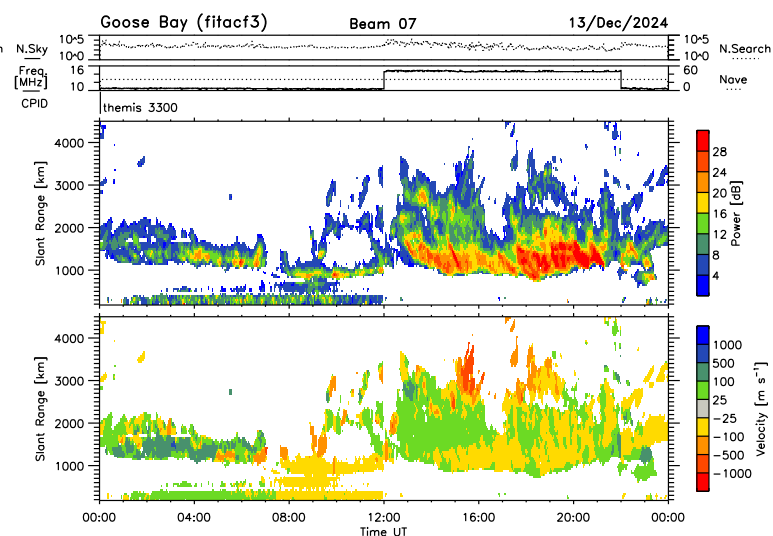 Goose Bay (fitacf3) Beam 07 13/Dec/2024
n N.Sky 10^5 10^0 10^5 10^0 N.Search
Freq. [MHz] 16 10 60 0 Nave
CPID themis 3300
4000
3000
2000
1000
Slant Range [km]
28
24
20
16
12
8
4
Power [dB]
4000
3000
2000
1000
Slant Range [km]
1000
500
100
25
-25
-100
-500
-1000
Velocity [m s⁻¹]
00:00 04:00 08:00 12:00 16:00 20:00 00:00
Time UT